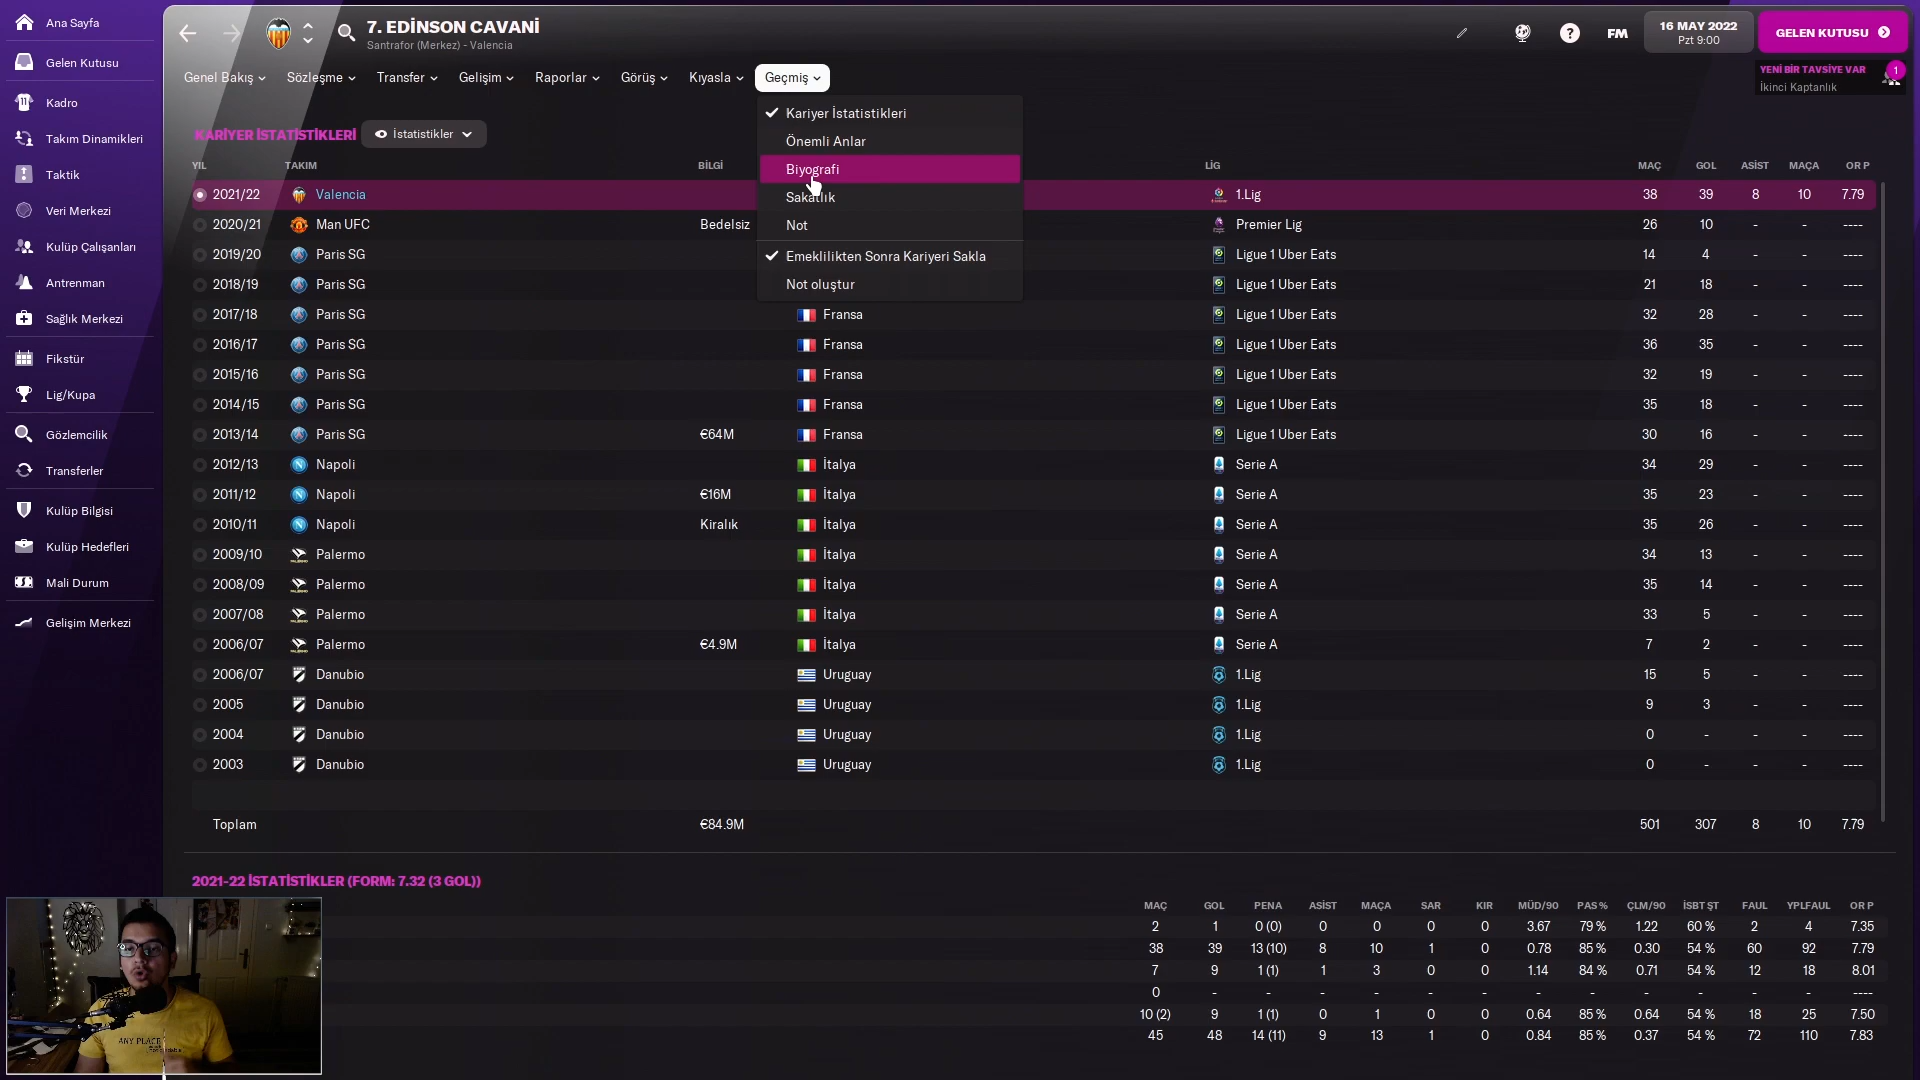 Ana Sayfa
Gelen Kutusu
Kadro
Takım Dinamikleri
Taktik
Veri Merkezi
Kulüp Çalışanları
Antrenman
Sağlık Merkezi
Fikstür
Lig/Kupa
Gözlemcilik
Transferler
Kulüp Bilgisi
Kulüp Hedefleri
Mali Durum
Gelişim Merkezi
7. EDİNSON CAVANİ
Santrafor (Merkez) - Valencia
? FM
16 MAY 2022
Pzt 9:00
GELEN KUTUSU
YENİ BİR TAVSİYE VAR 1
İkinci Kaptanlık
Genel Bakış Sözleşme Transfer Gelişim Raporlar Görüş Kıyasla Geçmiş
Kariyer İstatistikleri
Önemli Anlar
Biyografi
Sakatlık
Not
Emeklilikten Sonra Kariyeri Sakla
Not oluştur
KARİYER İSTATİSTİKLERİ İstatistikler
YIL TAKIM BİLGİ LİG MAÇ GOL ASİST MAÇA OR P
2021/22 Valencia 1.Lig 38 39 8 10 7.79
2020/21 Man UFC Bedelsiz Premier Lig 26 10 - - ----
2019/20 Paris SG Ligue 1 Uber Eats 14 4 - - ----
2018/19 Paris SG Ligue 1 Uber Eats 21 18 - - ----
2017/18 Paris SG Fransa Ligue 1 Uber Eats 32 28 - - ----
2016/17 Paris SG Fransa Ligue 1 Uber Eats 36 35 - - ----
2015/16 Paris SG Fransa Ligue 1 Uber Eats 32 19 - - ----
2014/15 Paris SG Fransa Ligue 1 Uber Eats 35 18 - - ----
2013/14 Paris SG €64M Fransa Ligue 1 Uber Eats 30 16 - - ----
2012/13 Napoli İtalya Serie A 34 29 - - ----
2011/12 Napoli €16M İtalya Serie A 35 23 - - ----
2010/11 Napoli Kiralık İtalya Serie A 35 26 - - ----
2009/10 Palermo İtalya Serie A 34 13 - - ----
2008/09 Palermo İtalya Serie A 35 14 - - ----
2007/08 Palermo İtalya Serie A 33 5 - - ----
2006/07 Palermo €4.9M İtalya Serie A 7 2 - - ----
2006/07 Danubio Uruguay 1.Lig 15 5 - - ----
2005 Danubio Uruguay 1.Lig 9 3 - - ----
2004 Danubio Uruguay 1.Lig 0 - - - ----
2003 Danubio Uruguay 1.Lig 0 - - - ----
Toplam €84.9M 501 307 8 10 7.79
2021-22 İSTATİSTİKLER (FORM: 7.32 (3 GOL))
MAÇ GOL PENA ASİST MAÇA SAR KIR MÜD/90 PAS % ÇLM/90 İSBT ŞT FAUL YPLFAUL OR P
2 1 0 (0) 0 0 0 0 3.67 79 % 1.22 60 % 2 4 7.35
38 39 13 (10) 8 10 1 0 0.78 85 % 0.30 54 % 60 92 7.79
7 9 1 (1) 1 3 0 0 1.14 84 % 0.71 54 % 12 18 8.01
0 - - - - - - - - - - - - ----
10 (2) 9 1 (1) 0 1 0 0 0.64 85 % 0.64 54 % 18 25 7.50
45 48 14 (11) 9 13 1 0 0.84 85 % 0.37 54 % 72 110 7.83
ANY PLACE